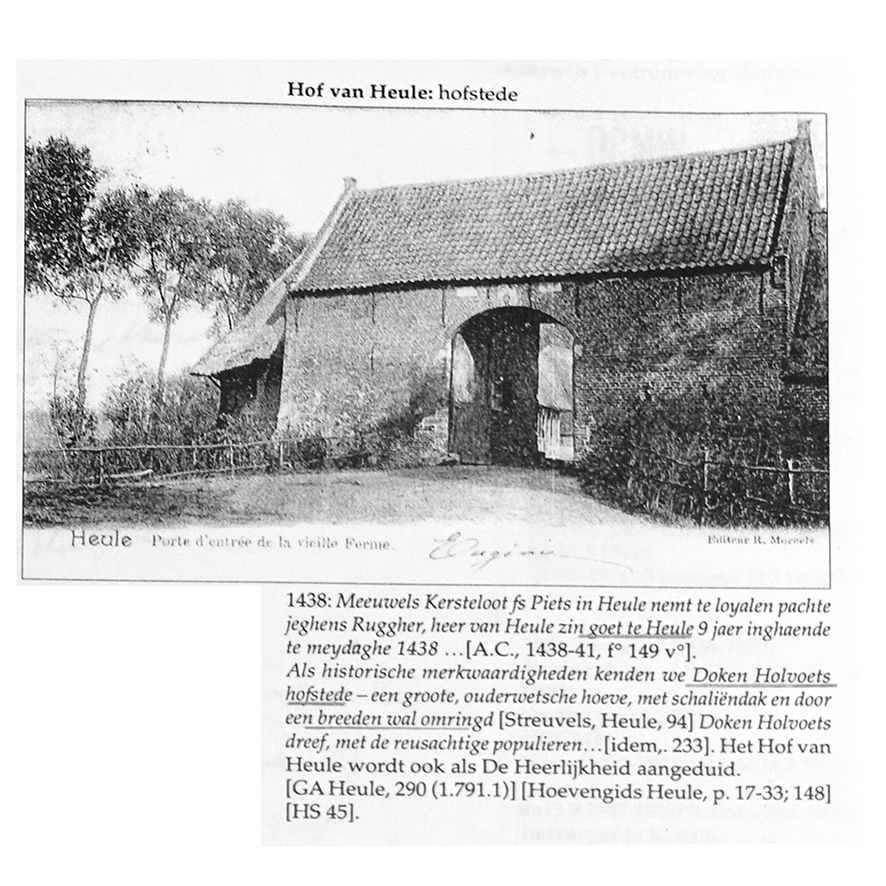 Hof van Heule: hofstede
Heule Porte d'entrée de la vieille Ferme.
Eugénie
Editeur R. Moreels
1438: Meeuwels Kersteloot fs Piets in Heule nemt te loyalen pachte
jeghens Ruggher, heer van Heule zin goet te Heule 9 jaer inghaende
te meydaghe 1438 …[A.C., 1438-41, f° 149 v°].
Als historische merkwaardigheden kenden we Doken Holvoets
hofstede – een groote, ouderwetsche hoeve, met schaliëndak en door
een breeden wal omringd [Streuvels, Heule, 94] Doken Holvoets
dreef, met de reusachtige populieren…[idem,. 233]. Het Hof van
Heule wordt ook als De Heerlijkheid aangeduid.
[GA Heule, 290 (1.791.1)] [Hoevengids Heule, p. 17-33; 148]
[HS 45].